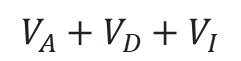 V_A + V_D + V_I